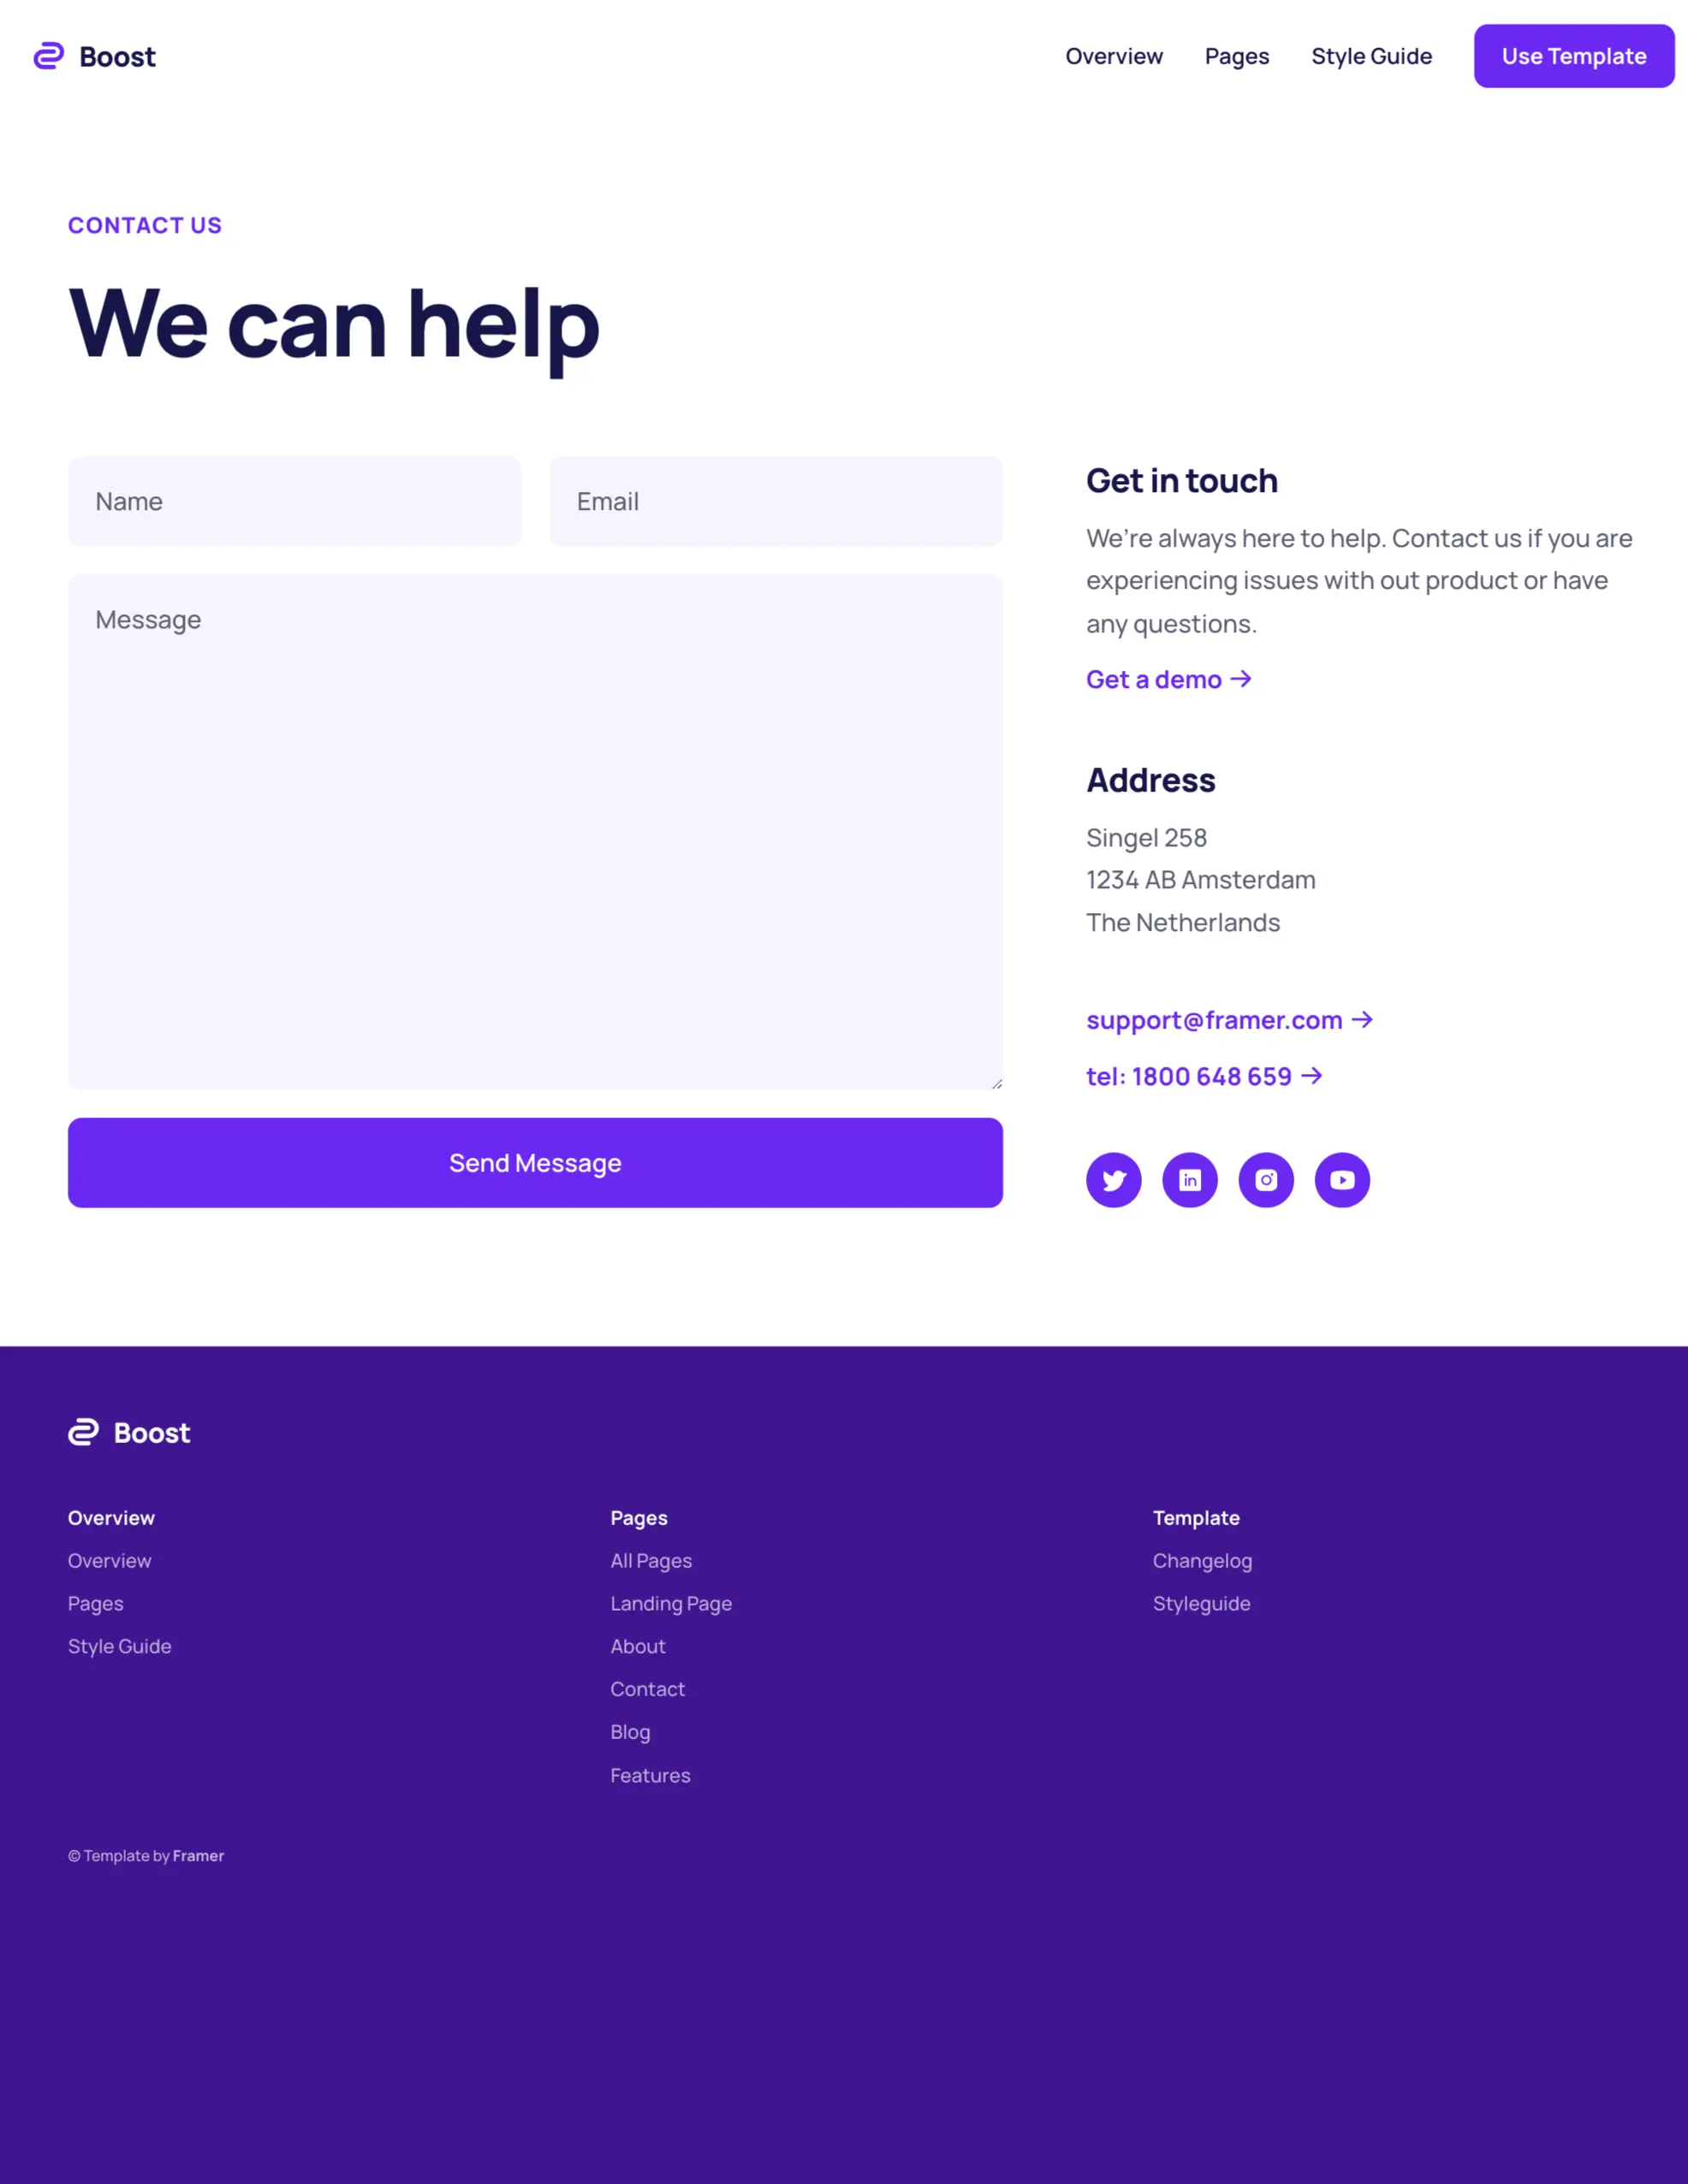 Boost
Overview
Pages
Style Guide
Use Template
CONTACT US
We can help
Name
Email
Message
Send Message
Get in touch
We're always here to help. Contact us if you are
experiencing issues with out product or have
any questions.
Get a demo →
Address
Singel 258
1234 AB Amsterdam
The Netherlands
support@framer.com →
tel: 1800 648 659 →
in
Boost
Overview
Overview
Pages
Style Guide
Pages
All Pages
Landing Page
About
Contact
Blog
Features
Template
Changelog
Styleguide
© Template by Framer